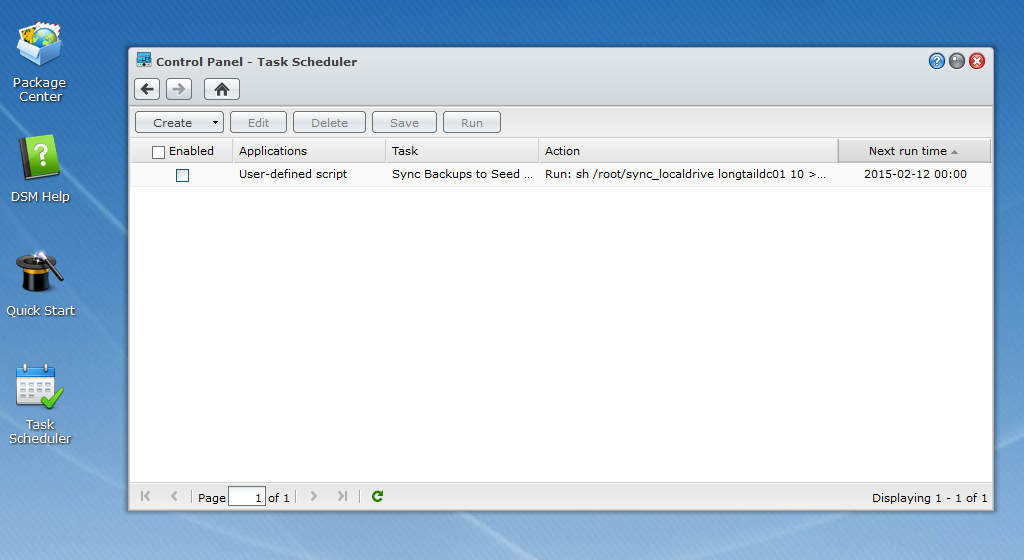 Package
Center
DSM Help
Quick Start
Task
Scheduler
Control Panel - Task Scheduler
Create Edit Delete Save Run
Enabled Applications Task Action Next run time
User-defined script Sync Backups to Seed ... Run: sh /root/sync_localdrive longtaildc01 10 >... 2015-02-12 00:00
Page 1 of 1 Displaying 1 - 1 of 1